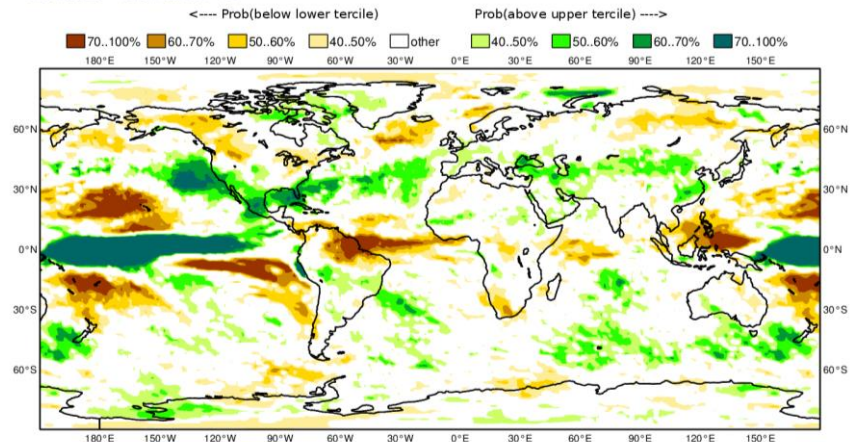 <---- Prob(below lower tercile) Prob(above upper tercile) ---->
70..100% 60..70% 50..60% 40..50% other 40..50% 50..60% 60..70% 70..100%
180°E 150°W 120°W 90°W 60°W 30°W 0°E 30°E 60°E 90°E 120°E 150°E
60°N 60°N
30°N 30°N
0°N 0°N
30°S 30°S
60°S 60°S
180°E 150°W 120°W 90°W 60°W 30°W 0°E 30°E 60°E 90°E 120°E 150°E